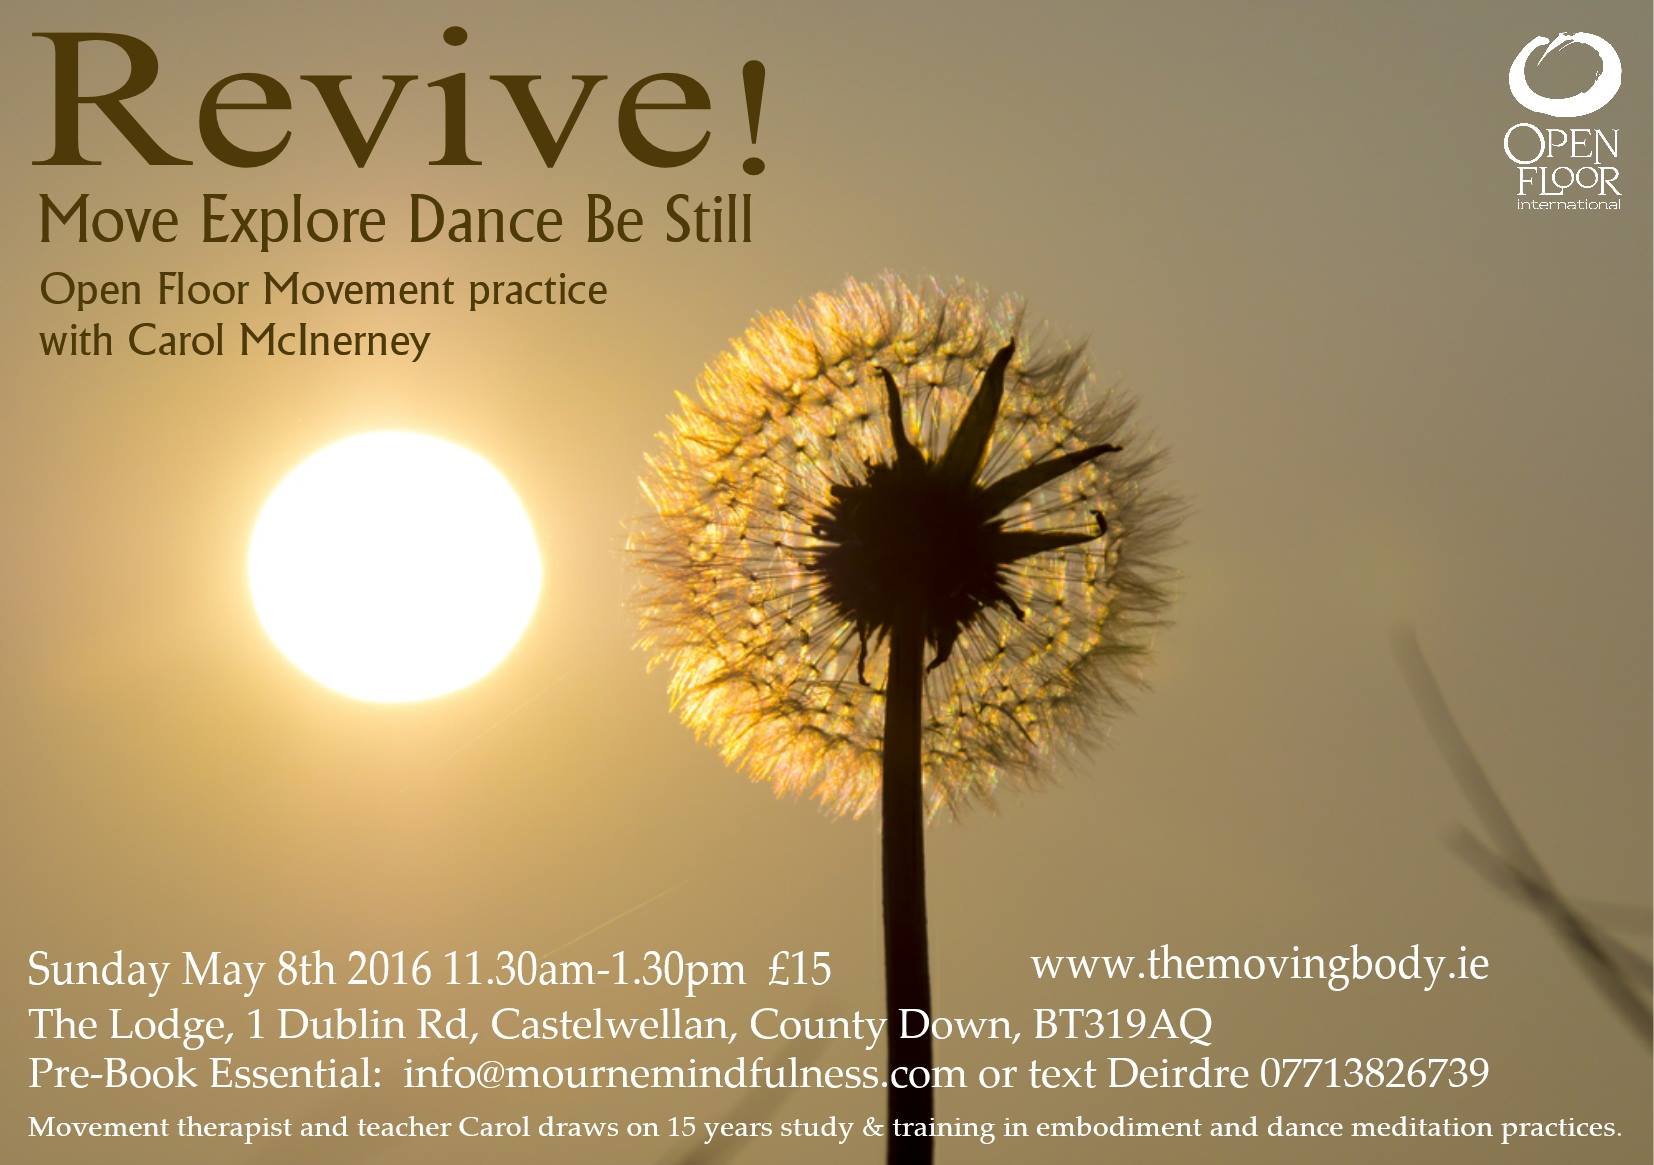 Revive!
Move Explore Dance Be Still
Open Floor Movement practice
with Carol McInerney
OPEN
FLOOR
international
Sunday May 8th 2016 11.30am-1.30pm £15
www.themovingbody.ie
The Lodge, 1 Dublin Rd, Castelwellan, County Down, BT319AQ
Pre-Book Essential: info@mournemindfulness.com or text Deirdre 07713826739
Movement therapist and teacher Carol draws on 15 years study & training in embodiment and dance meditation practices.